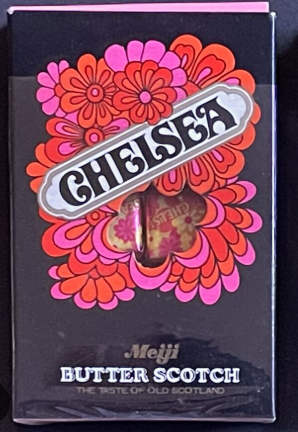 CHELSEA
Meiji
BUTTER SCOTCH
THE TASTE OF OLD SCOTLAND